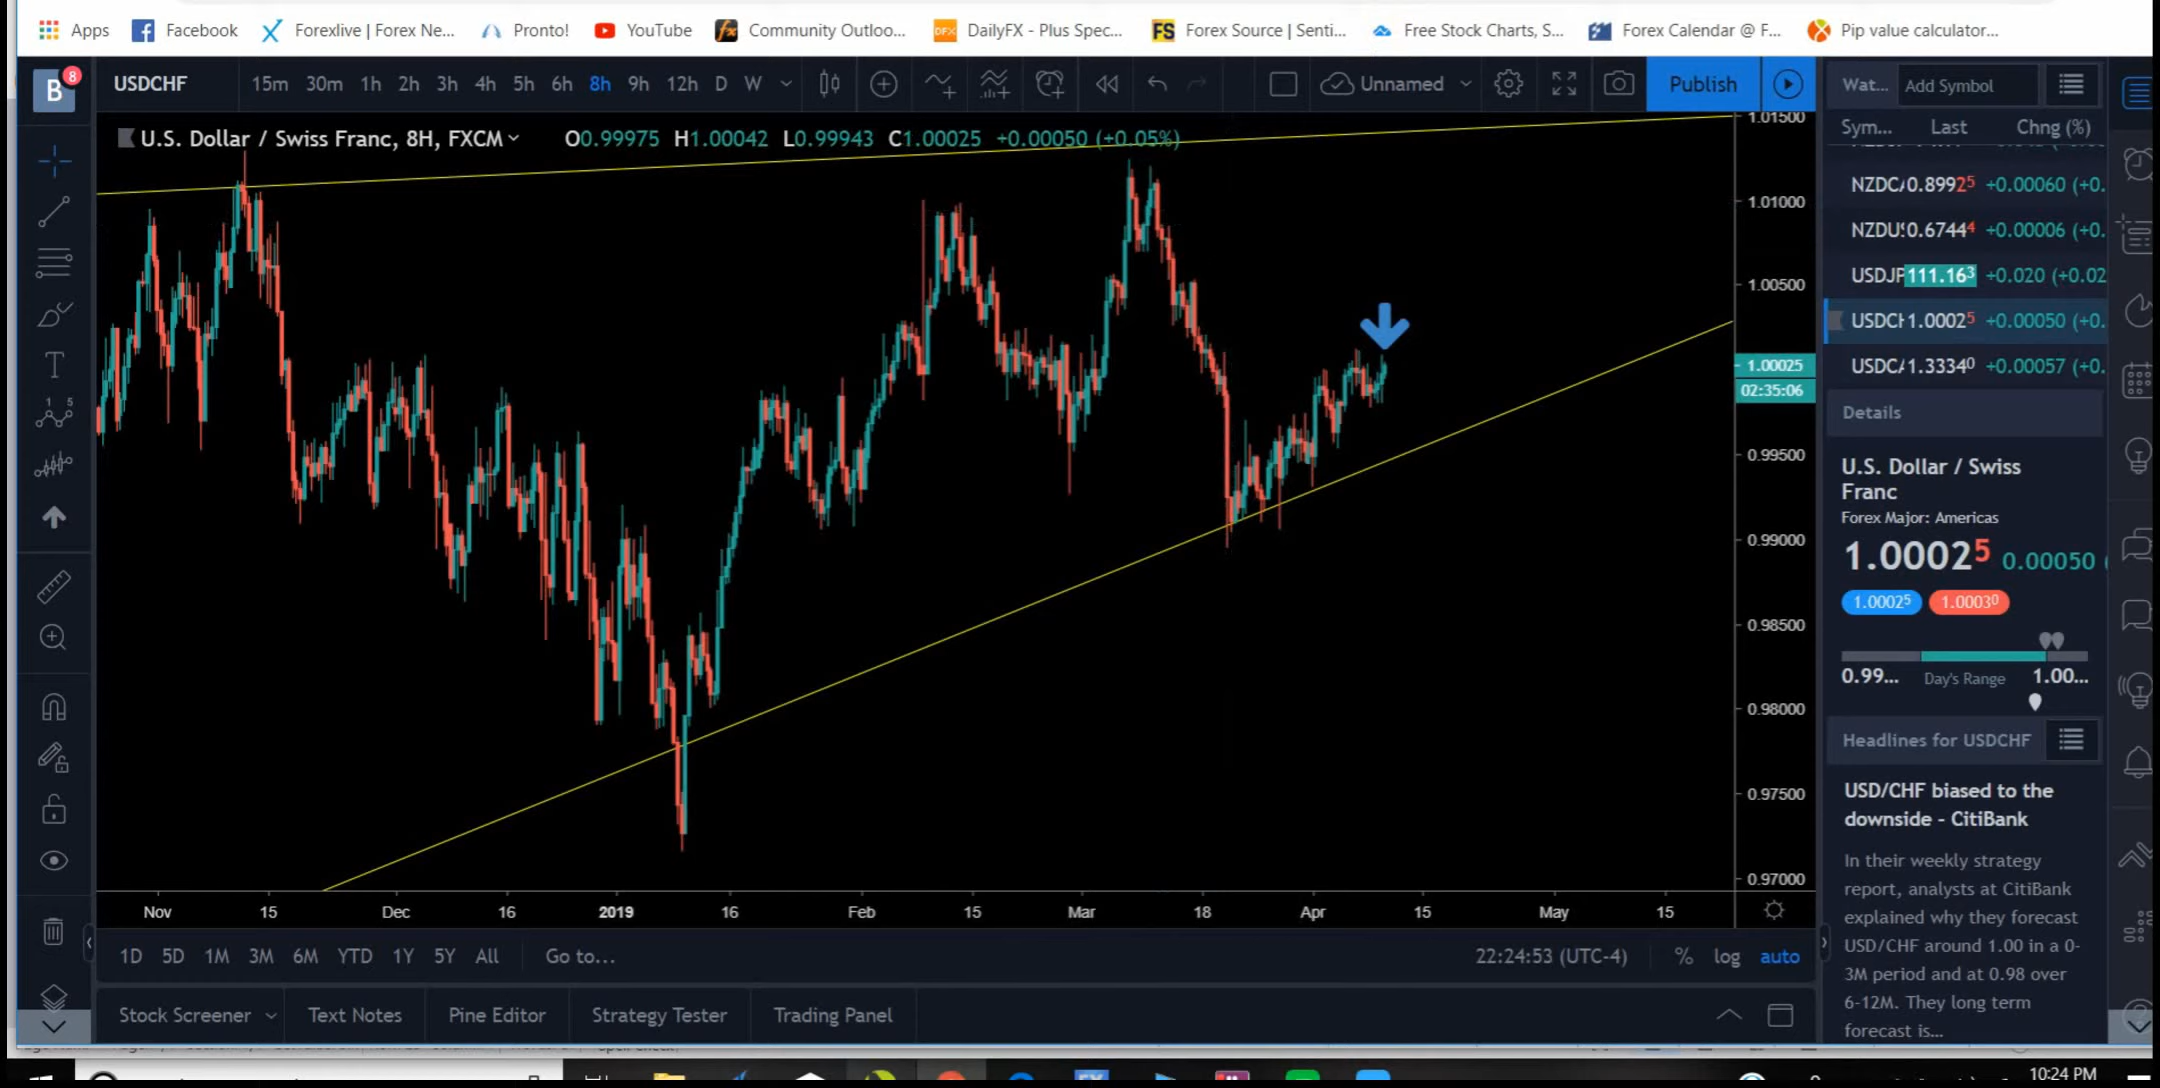 Apps Facebook Forexlive | Forex Ne... Pronto! YouTube Community Outloo... DailyFX - Plus Spec... Forex Source | Senti... Free Stock Charts, S... Forex Calendar @ F... Pip value calculator...
B 8 USDCHF 15m 30m 1h 2h 3h 4h 5h 6h 8h 9h 12h D W Unnamed Publish Wat... Add Symbol
U.S. Dollar / Swiss Franc, 8H, FXCM O0.99975 H1.00042 L0.99943 C1.00025 +0.00050 (+0.05%)
1.01500
1.01000
1.00500
1.00025
02:35:06
0.99500
0.99000
0.98500
0.98000
0.97500
0.97000
Nov 15 Dec 16 2019 16 Feb 15 Mar 18 Apr 15 May 15
1D 5D 1M 3M 6M YTD 1Y 5Y All Go to... 22:24:53 (UTC-4) % log auto
Stock Screener Text Notes Pine Editor Strategy Tester Trading Panel
Sym... Last Chng (%)
NZDC 0.89925 +0.00060 (+0.
NZDU 0.67444 +0.00006 (+0.
USDJP 111.163 +0.020 (+0.02
USDCH 1.00025 +0.00050 (+0.
USDCA 1.33340 +0.00057 (+0.
Details
U.S. Dollar / Swiss
Franc
Forex Major: Americas
1.00025 0.00050
1.00025 1.00030
0.99... Day's Range 1.00...
Headlines for USDCHF
USD/CHF biased to the
downside - CitiBank
In their weekly strategy
report, analysts at CitiBank
explained why they forecast
USD/CHF around 1.00 in a 0-
3M period and at 0.98 over
6-12M. They long term
forecast is...
10:24 PM